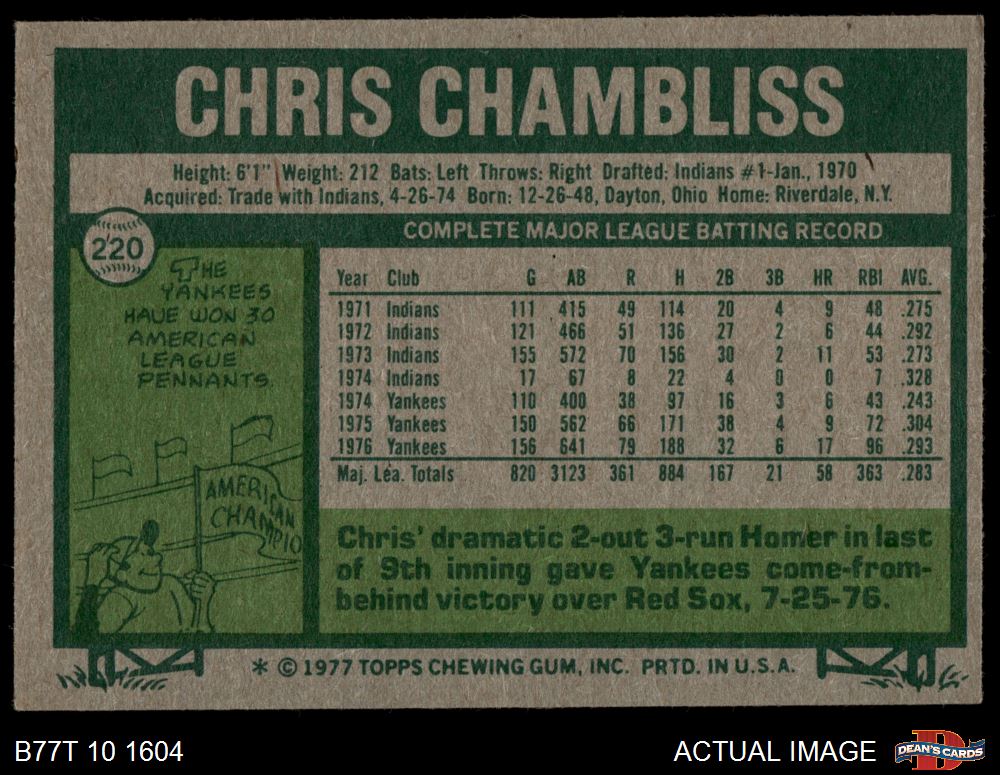 CHRIS CHAMBLISS
Height: 6'1" Weight: 212 Bats: Left Throws: Right Drafted: Indians #1-Jan., 1970
Acquired: Trade with Indians, 4-26-74 Born: 12-26-48, Dayton, Ohio Home: Riverdale, N.Y.
220
THE
YANKEES
HAVE WON 30
AMERICAN
LEAGUE
PENNANTS.
AMERICAN
CHAMPIO
COMPLETE MAJOR LEAGUE BATTING RECORD
Year Club G AB R H 2B 3B HR RBI AVG.
1971 Indians 111 415 49 114 20 4 9 48 .275
1972 Indians 121 466 51 136 27 2 6 44 .292
1973 Indians 155 572 70 156 30 2 11 53 .273
1974 Indians 17 67 8 22 4 0 0 7 .328
1974 Yankees 110 400 38 97 16 3 6 43 .243
1975 Yankees 150 562 66 171 38 4 9 72 .304
1976 Yankees 156 641 79 188 32 6 17 96 .293
Maj. Lea. Totals 820 3123 361 884 167 21 58 363 .283
Chris' dramatic 2-out 3-run Homer in last
of 9th inning gave Yankees come-from-
behind victory over Red Sox, 7-25-76.
* © 1977 TOPPS CHEWING GUM, INC. PRTD. IN U.S.A.
B77T 10 1604
ACTUAL IMAGE
D
DEAN'S CARDS